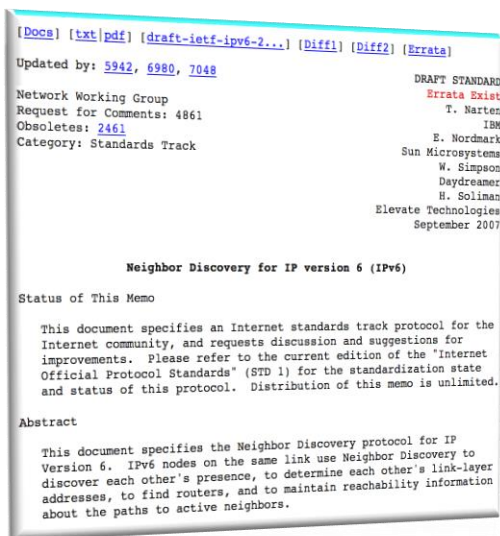 [Docs] [txt|pdf] [draft-ietf-ipv6-2...] [Diff1] [Diff2] [Errata]
Updated by: 5942, 6980, 7048
DRAFT STANDARD
Errata Exist
Network Working Group
T. Narten
Request for Comments: 4861
IBM
Obsoletes: 2461
E. Nordmark
Category: Standards Track
Sun Microsystems
W. Simpson
Daydreamer
H. Soliman
Elevate Technologies
September 2007
Neighbor Discovery for IP version 6 (IPv6)
Status of This Memo
This document specifies an Internet standards track protocol for the
Internet community, and requests discussion and suggestions for
improvements. Please refer to the current edition of the "Internet
Official Protocol Standards" (STD 1) for the standardization state
and status of this protocol. Distribution of this memo is unlimited.
Abstract
This document specifies the Neighbor Discovery protocol for IP
Version 6. IPv6 nodes on the same link use Neighbor Discovery to
discover each other's presence, to determine each other's link-layer
addresses, to find routers, and to maintain reachability information
about the paths to active neighbors.